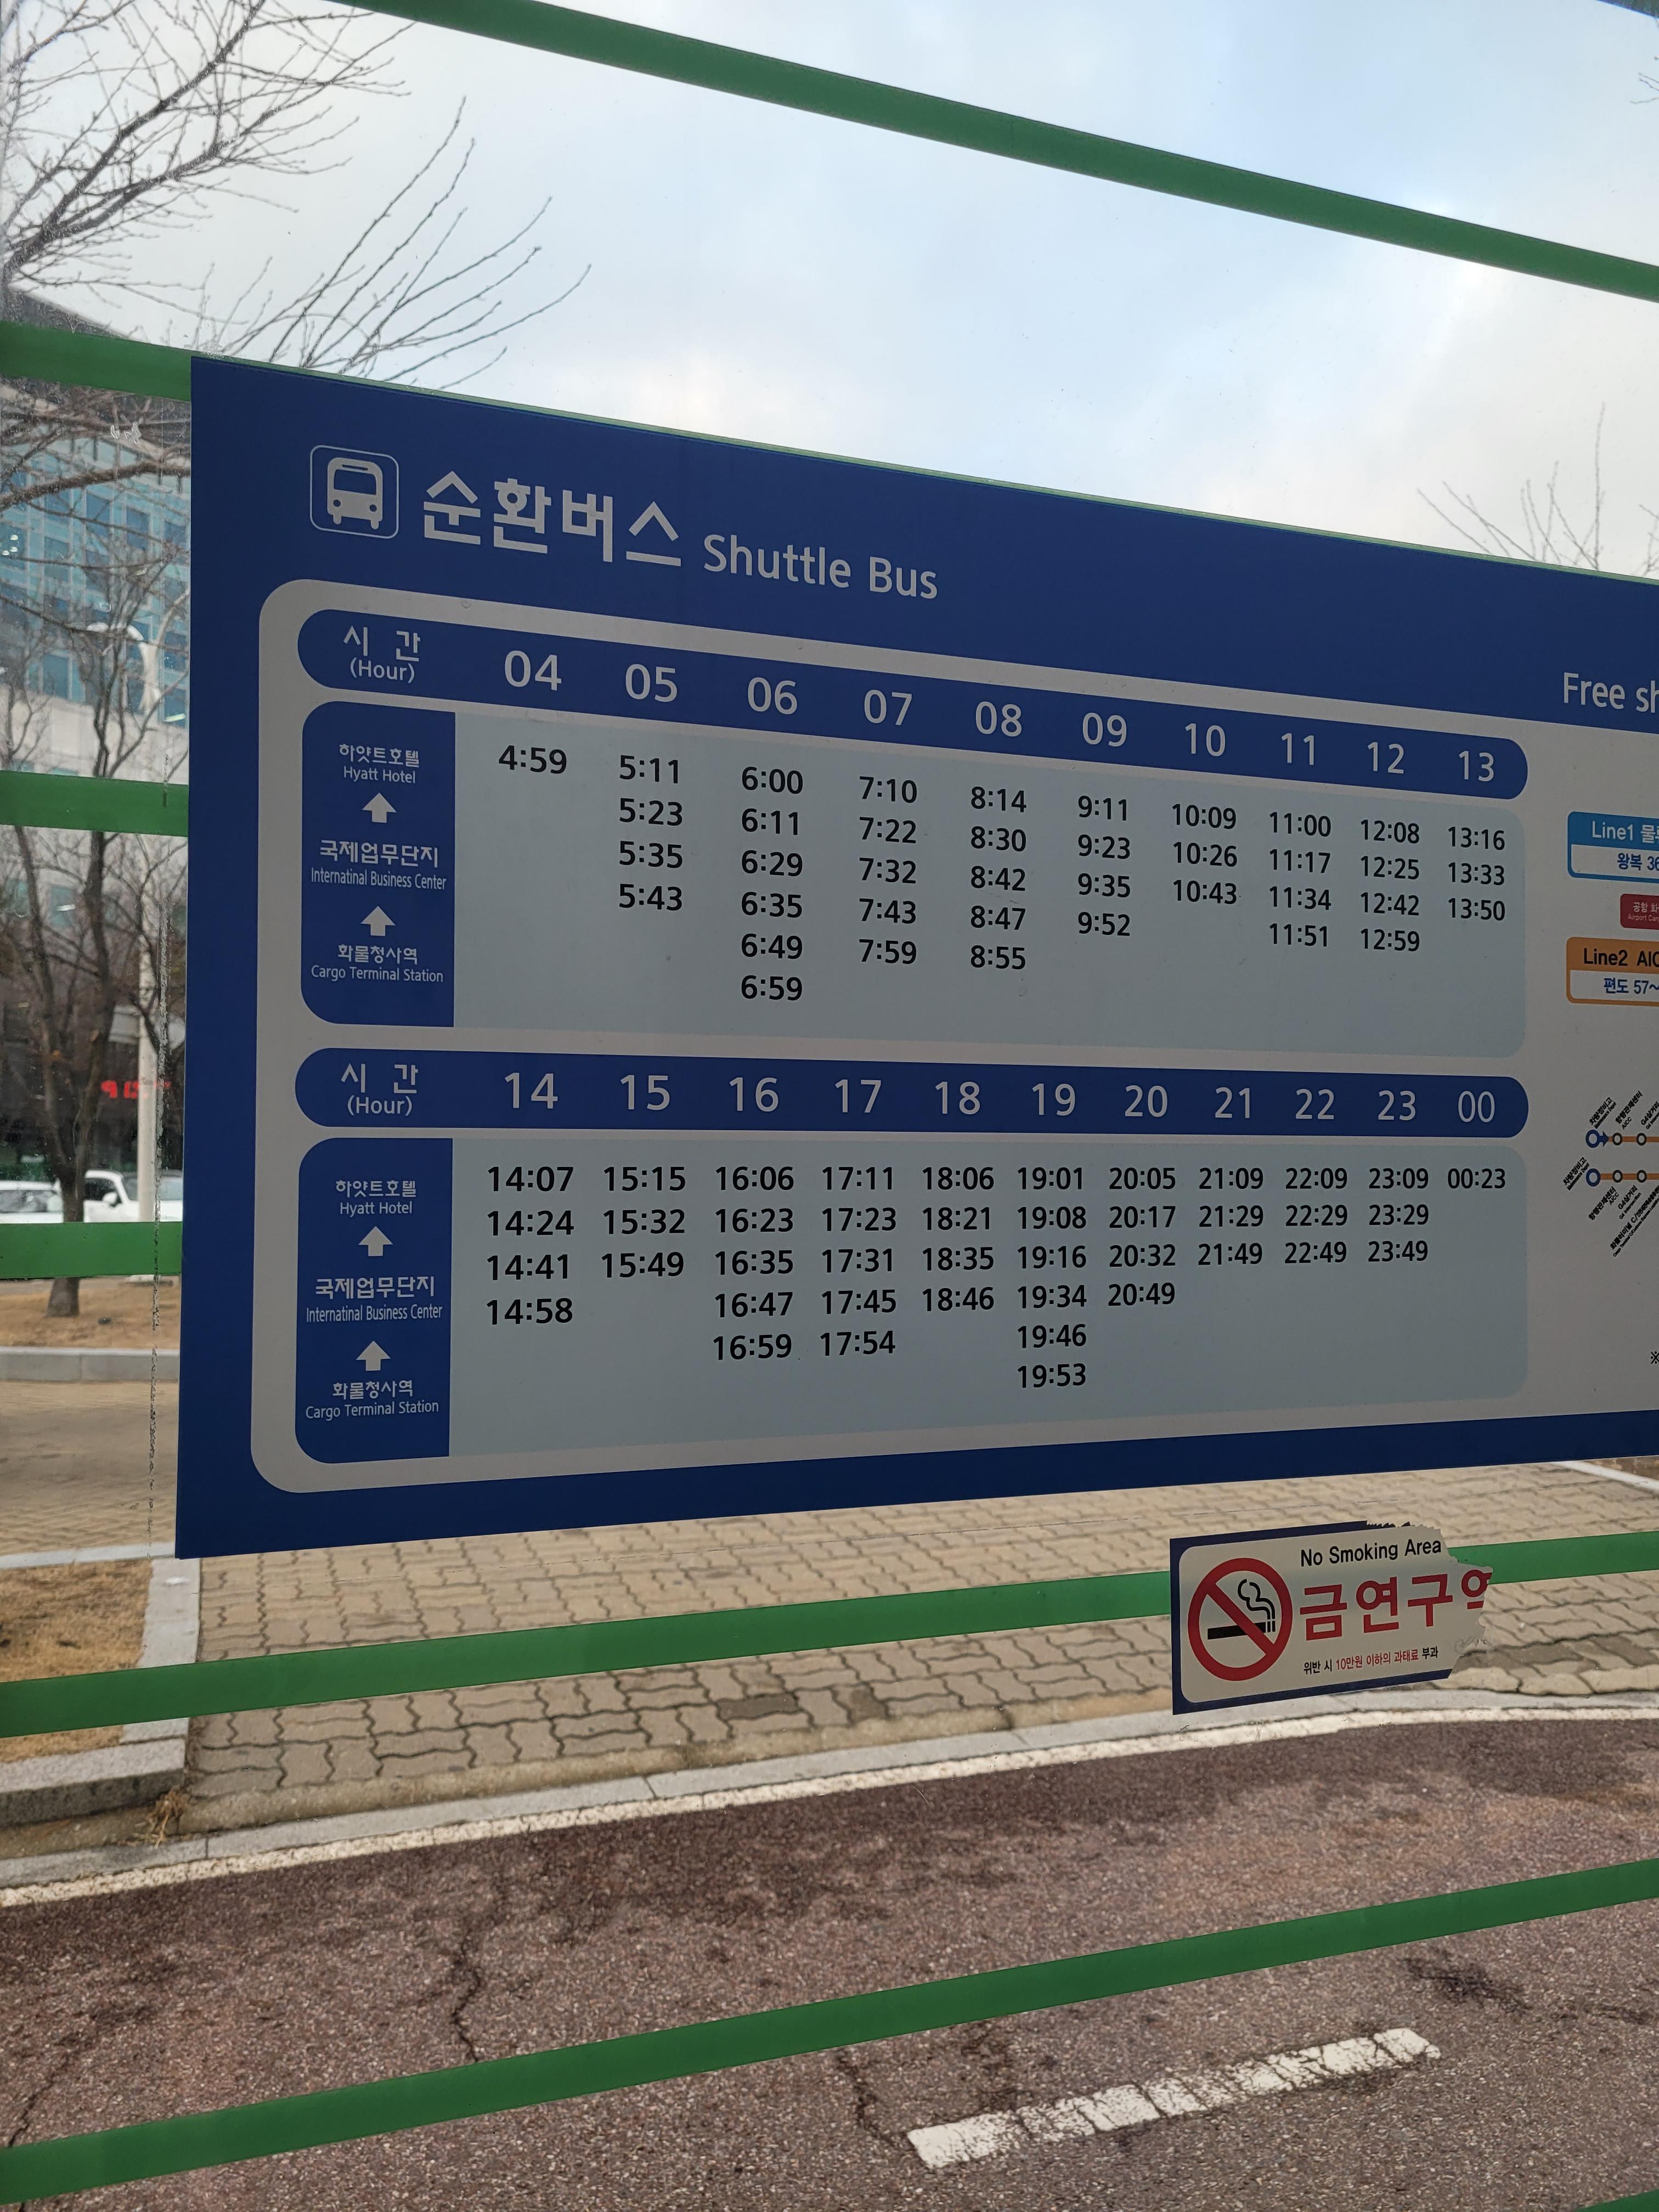 순환버스 Shuttle Bus
Free
시 간 04 05 06 07 08 09 10 11 12 13
(Hour)
하얏트호텔
Hyatt Hotel
국제업무단지
Internatinal Business Center
화물청사역
Cargo Terminal Station
4:59 5:11 6:00 7:10 8:14 9:11 10:09 11:00 12:08 13:16
5:23 6:11 7:22 8:30 9:23 10:26 11:17 12:25 13:33
5:35 6:29 7:32 8:42 9:35 10:43 11:34 12:42 13:50
5:43 6:35 7:43 8:47 9:52 11:51 12:59
6:49 7:59 8:55
6:59
시 간 14 15 16 17 18 19 20 21 22 23 00
(Hour)
하얏트호텔
Hyatt Hotel
국제업무단지
Internatinal Business Center
화물청사역
Cargo Terminal Station
14:07 15:15 16:06 17:11 18:06 19:01 20:05 21:09 22:09 23:09 00:23
14:24 15:32 16:23 17:23 18:21 19:08 20:17 21:29 22:29 23:29
14:41 15:49 16:35 17:31 18:35 19:16 20:32 21:49 22:49 23:49
14:58 16:47 17:45 18:46 19:34 20:49
16:59 17:54 19:46
19:53
Line1
왕복 36
Line2
편도 57~
No Smoking Area
금연구역
위반 시 10만원 이하의 과태료 부과